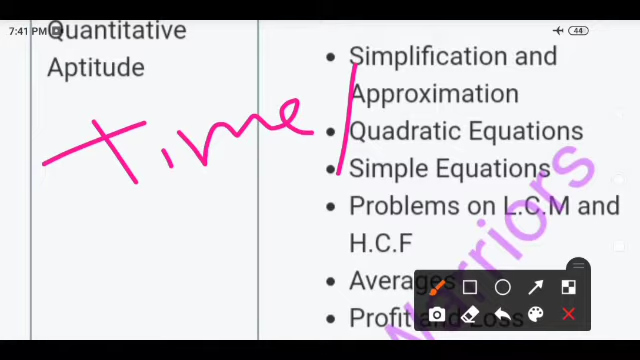 7:41 PM 44
Quantitative
Aptitude
Time /
Simplification and
Approximation
Quadratic Equations
Simple Equations
Problems on L.C.M and
H.C.F
Averages
Profit and Loss
warriors